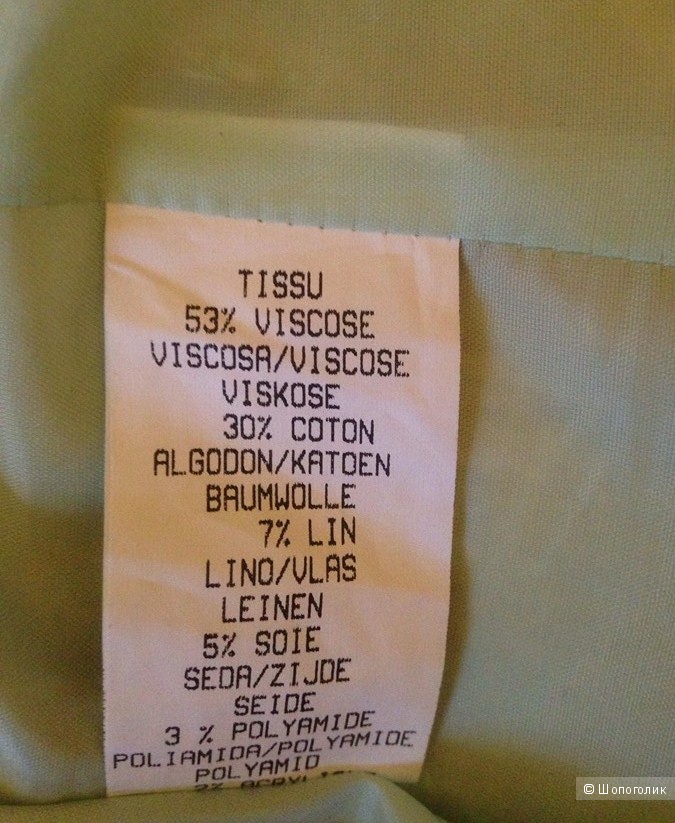 TISSU
53% VISCOSE
VISCOSA/VISCOSE
VISKOSE
30% COTON
ALGODON/KATOEN
BAUMWOLLE
7% LIN
LINO/VLAS
LEINEN
5% SOIE
SEDA/ZIJDE
SEIDE
3 % POLYAMIDE
POLIAMIDA/POLYAMIDE
POLYAMID
© Шопоголик